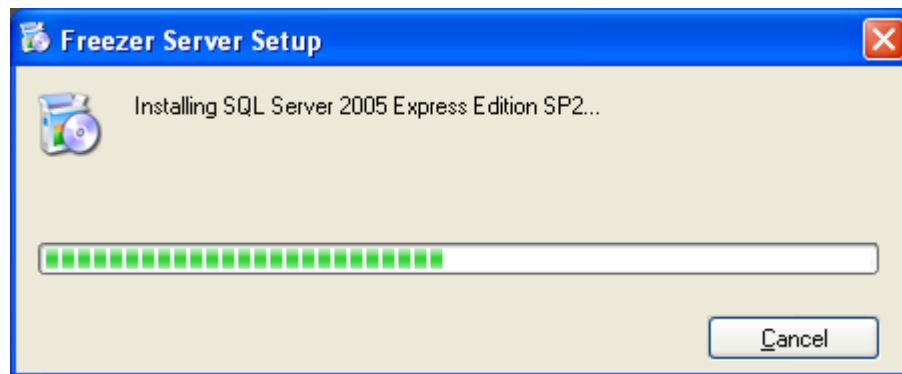 Freezer Server Setup
Installing SQL Server 2005 Express Edition SP2...
Cancel